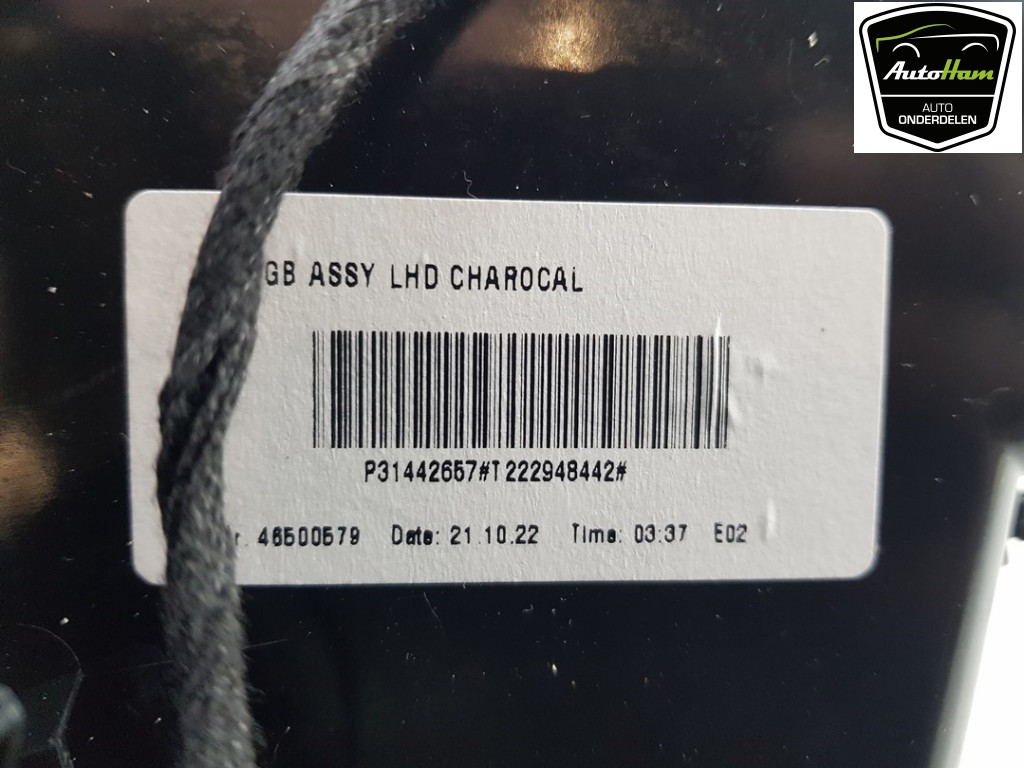 AutoHam
AUTO
ONDERDELEN
GB ASSY LHD CHAROCAL
P31442657#T222948442#
r. 46500579 Date: 21.10.22 Time: 03:37 E02